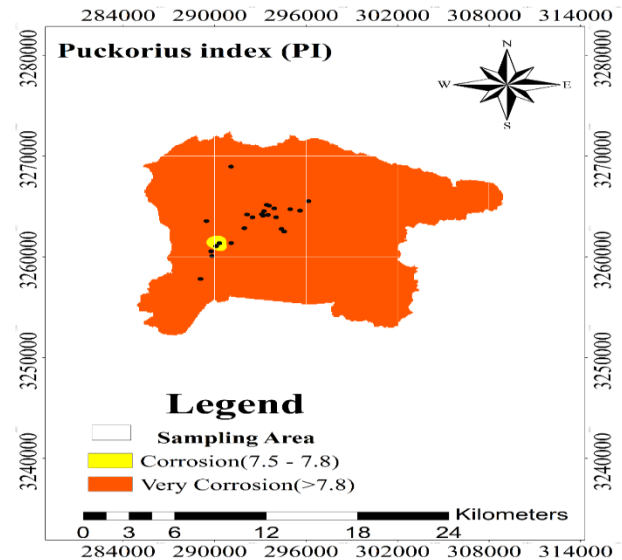 284000 290000 296000 302000 308000 314000
Puckorius index (PI)
N
W E
S
3280000 3280000
3270000 3270000
3260000 3260000
3250000 3250000
3240000 3240000
Legend
Sampling Area
Corrosion(7.5 - 7.8)
Very Corrosion(>7.8)
Kilometers
0 3 6 12 18 24
284000 290000 296000 302000 308000 314000